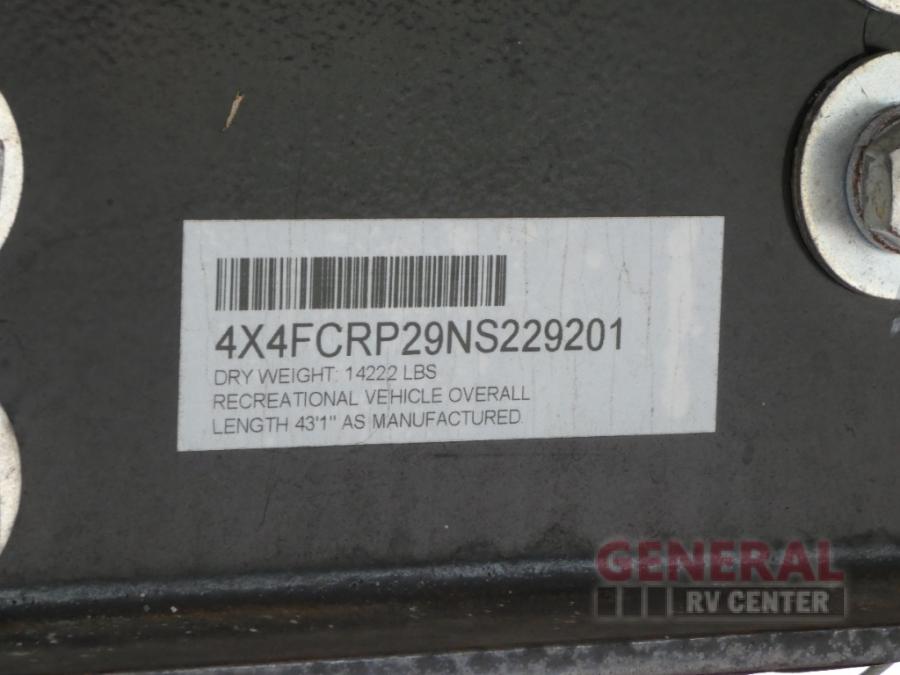 4X4FCRP29NS229201
DRY WEIGHT: 14222 LBS
RECREATIONAL VEHICLE OVERALL
LENGTH 43'1" AS MANUFACTURED
GENERAL
RV CENTER